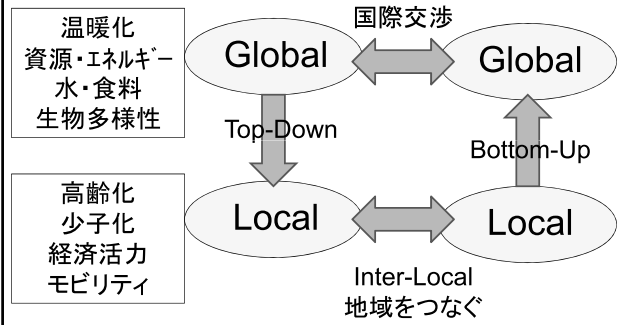 温暖化
資源・エネルギー
水・食料
生物多様性
Global
国際交渉
Global
Top-Down
Bottom-Up
高齢化
少子化
経済活力
モビリティ
Local
Local
Inter-Local
地域をつなぐ